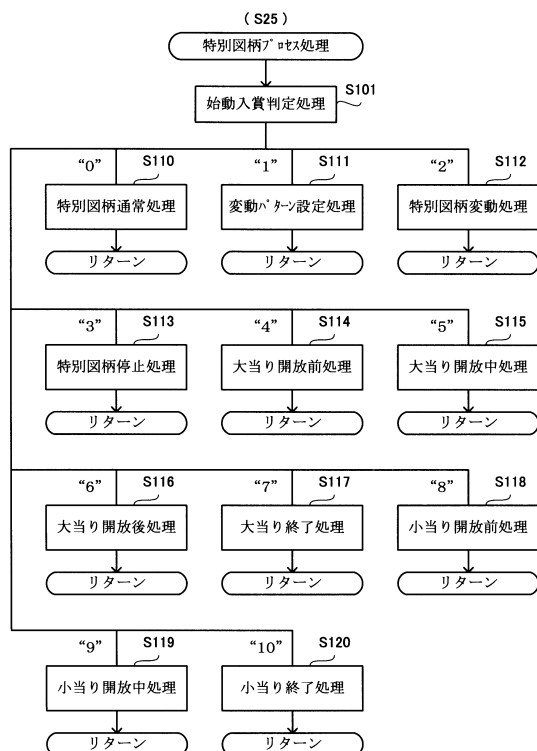 (S25)
特別図柄プロセス処理
S101
始動入賞判定処理
“0”
S110
“1”
S111
“2”
S112
特別図柄通常処理
変動パターン設定処理
特別図柄変動処理
リターン
リターン
リターン
“3”
S113
“4”
S114
“5”
S115
特別図柄停止処理
大当り開放前処理
大当り開放中処理
リターン
リターン
リターン
“6”
S116
“7”
S117
“8”
S118
大当り開放後処理
大当り終了処理
小当り開放前処理
リターン
リターン
リターン
“9”
S119
“10”
S120
小当り開放中処理
小当り終了処理
リターン
リターン